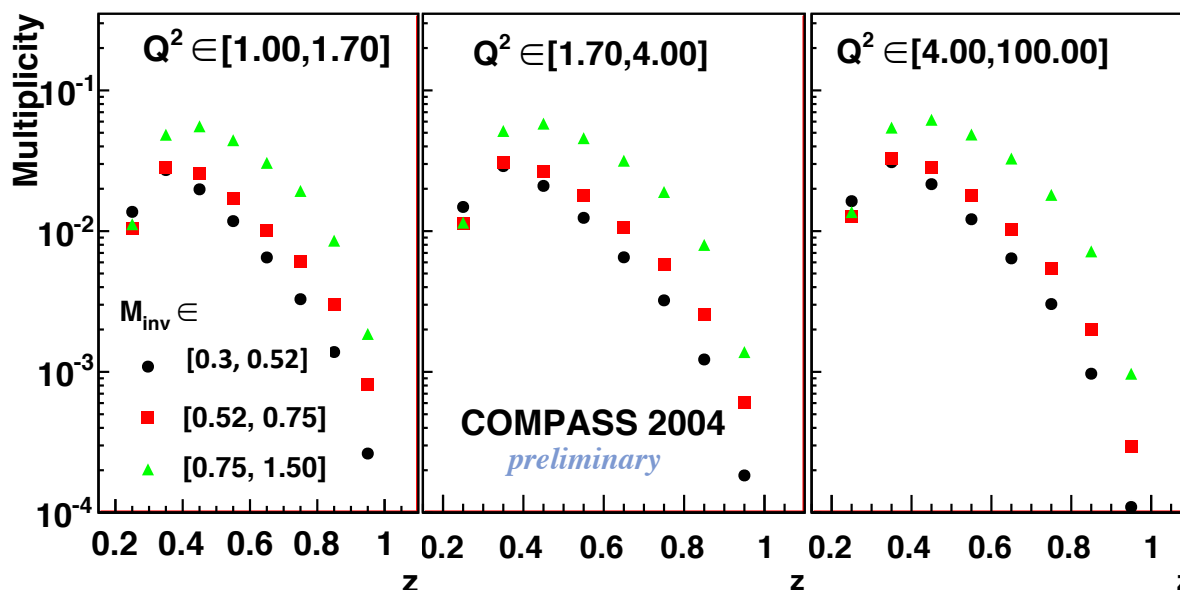 Multiplicity
Q² ∈[1.00,1.70]
Q² ∈[1.70,4.00]
Q² ∈[4.00,100.00]
10⁻¹
10⁻²
10⁻³
10⁻⁴
M_inv ∈
[0.3, 0.52]
[0.52, 0.75]
[0.75, 1.50]
COMPASS 2004
preliminary
0.2 0.4 0.6 0.8 1
0.2 0.4 0.6 0.8 1
0.2 0.4 0.6 0.8 1
z
z